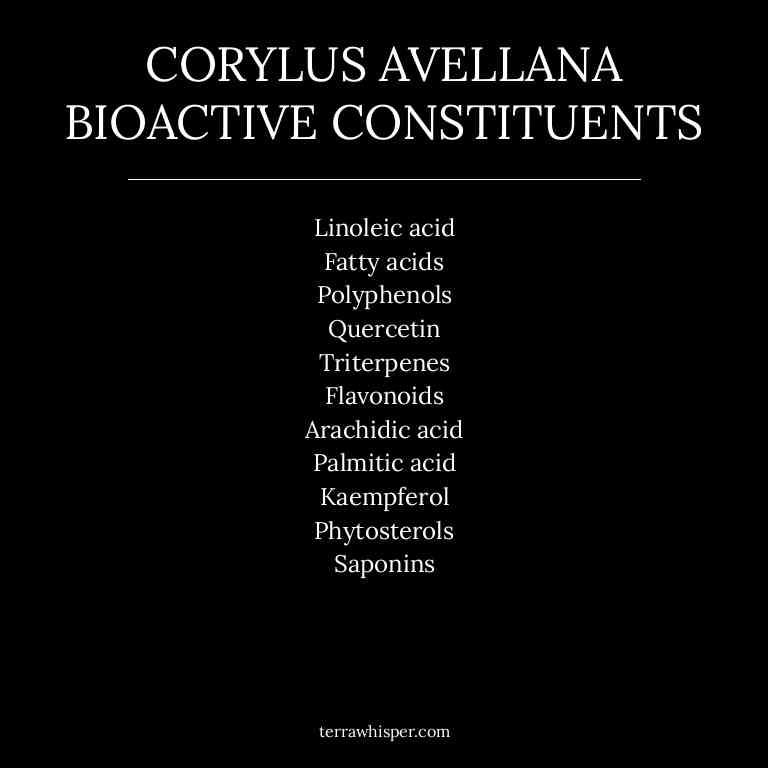 CORYLUS AVELLANA
BIOACTIVE CONSTITUENTS
Linoleic acid
Fatty acids
Polyphenols
Quercetin
Triterpenes
Flavonoids
Arachidic acid
Palmitic acid
Kaempferol
Phytosterols
Saponins
terrawhisper.com